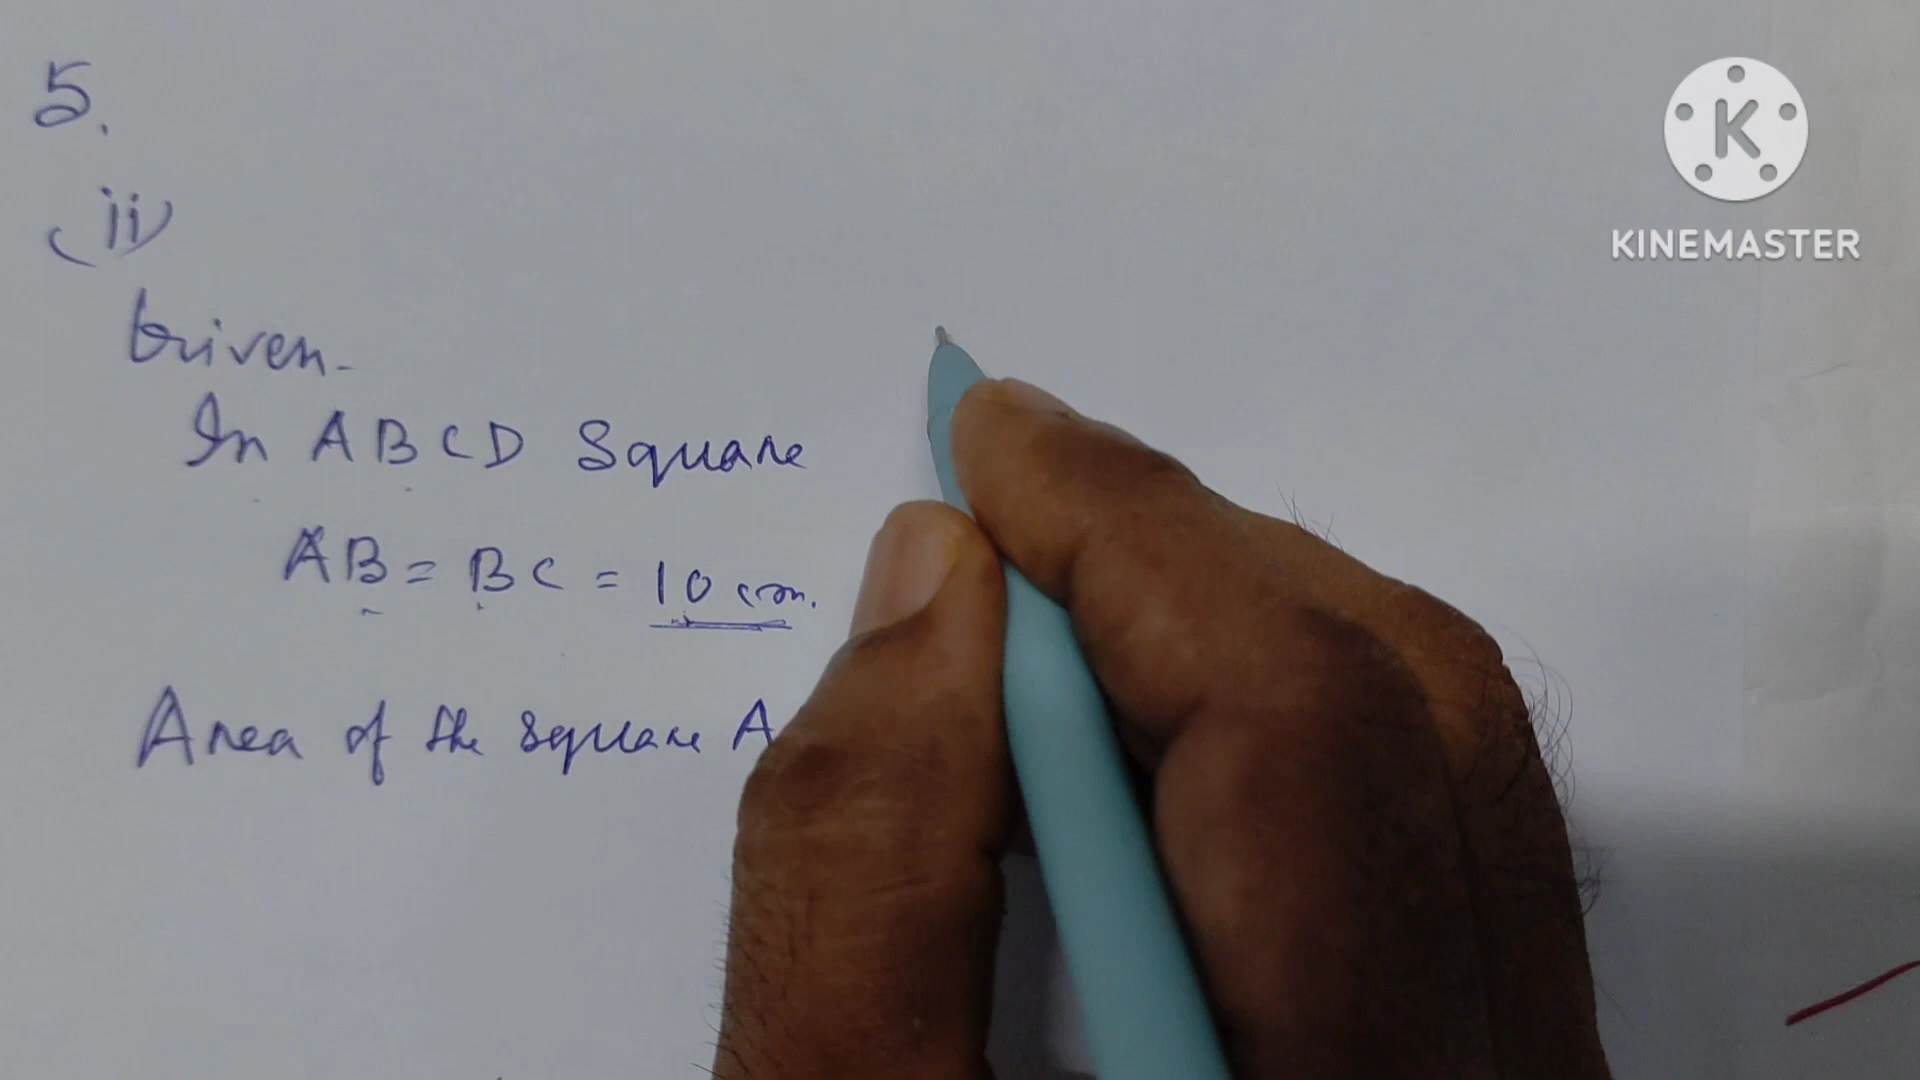 5.
(ii)
Given-
In ABCD Square
AB = BC = 10 cm.
Area of the square A
K
KINEMASTER